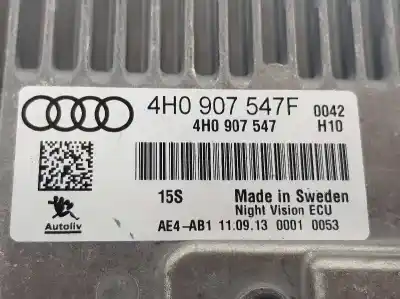 4H0 907 547F 0042
4H0 907 547 H10
15S Made in Sweden
Night Vision ECU
Autoliv AE4-AB1 11.09.13 0001 0053